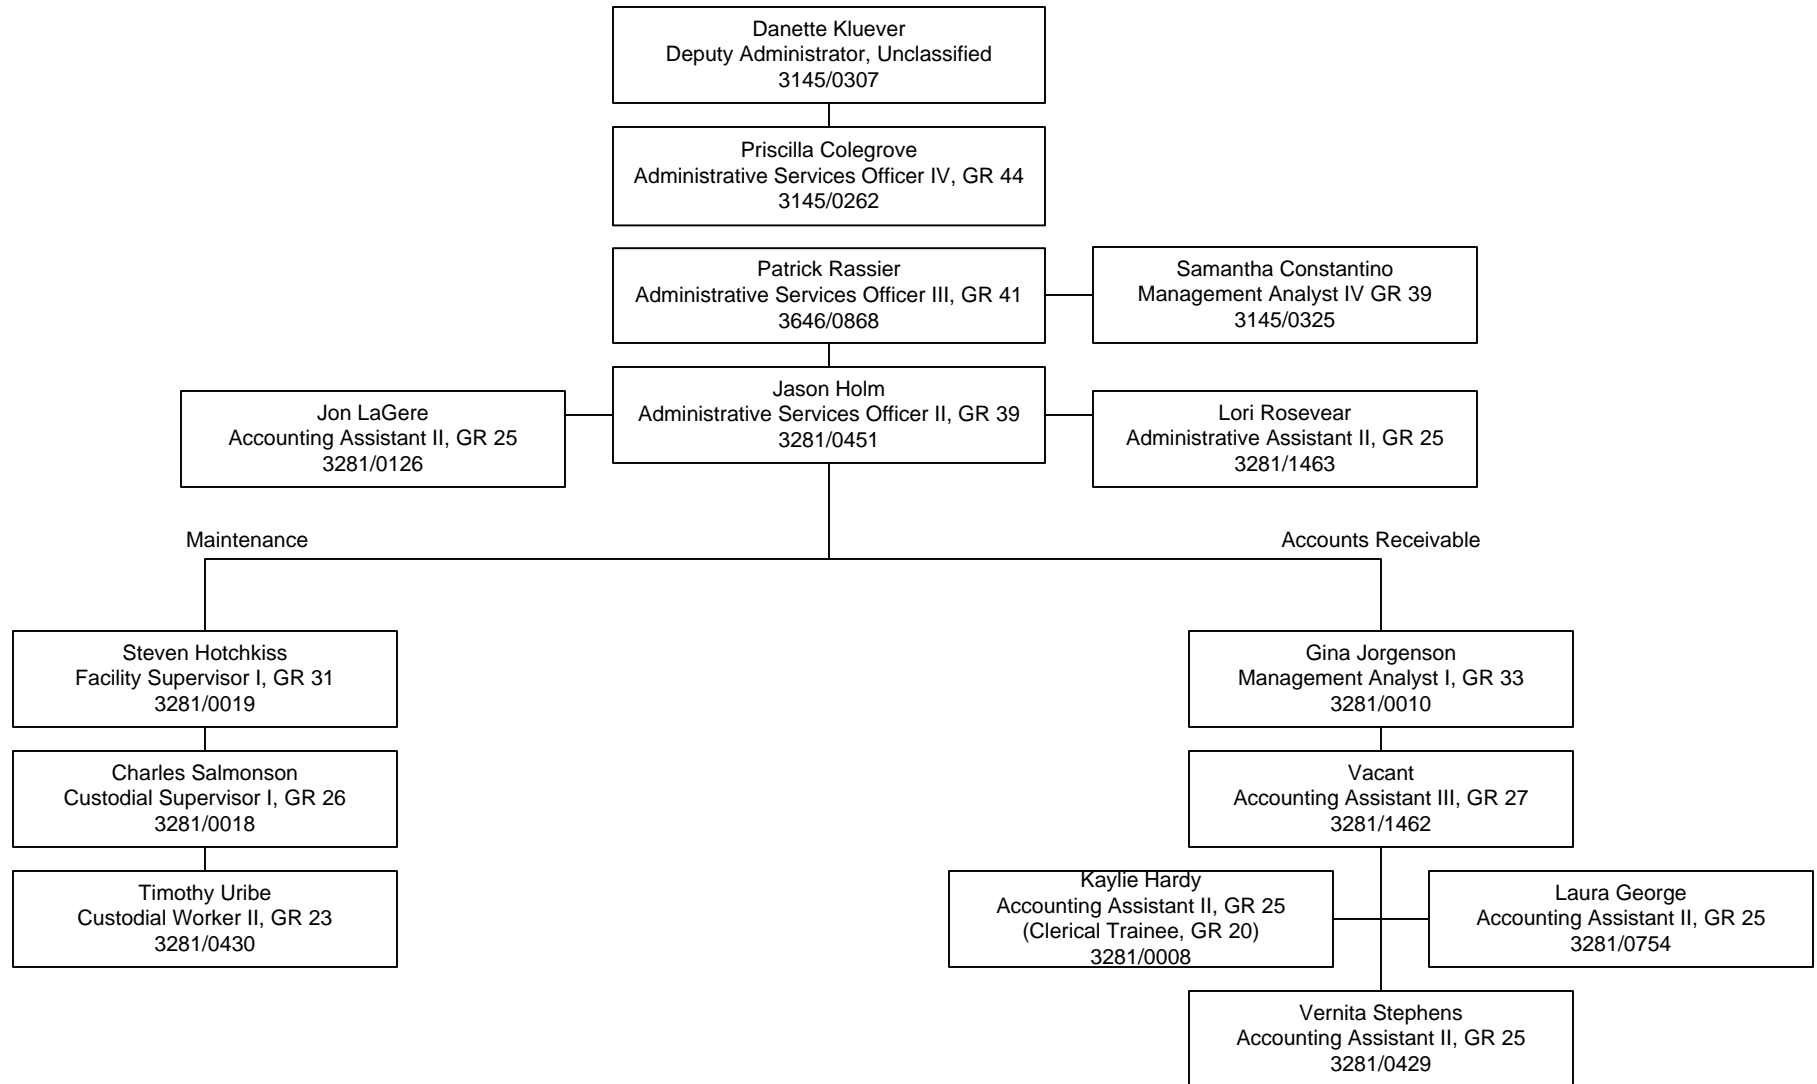 Danette Kluever
Deputy Administrator, Unclassified
3145/0307
Priscilla Colegrove
Administrative Services Officer IV, GR 44
3145/0262
Patrick Rassier
Administrative Services Officer III, GR 41
3646/0868
Samantha Constantino
Management Analyst IV GR 39
3145/0325
Jon LaGere
Accounting Assistant II, GR 25
3281/0126
Jason Holm
Administrative Services Officer II, GR 39
3281/0451
Lori Rosevear
Administrative Assistant II, GR 25
3281/1463
Maintenance
Accounts Receivable
Steven Hotchkiss
Facility Supervisor I, GR 31
3281/0019
Gina Jorgenson
Management Analyst I, GR 33
3281/0010
Charles Salmonson
Custodial Supervisor I, GR 26
3281/0018
Vacant
Accounting Assistant III, GR 27
3281/1462
Timothy Uribe
Custodial Worker II, GR 23
3281/0430
Kaylie Hardy
Accounting Assistant II, GR 25
(Clerical Trainee, GR 20)
3281/0008
Laura George
Accounting Assistant II, GR 25
3281/0754
Vernita Stephens
Accounting Assistant II, GR 25
3281/0429